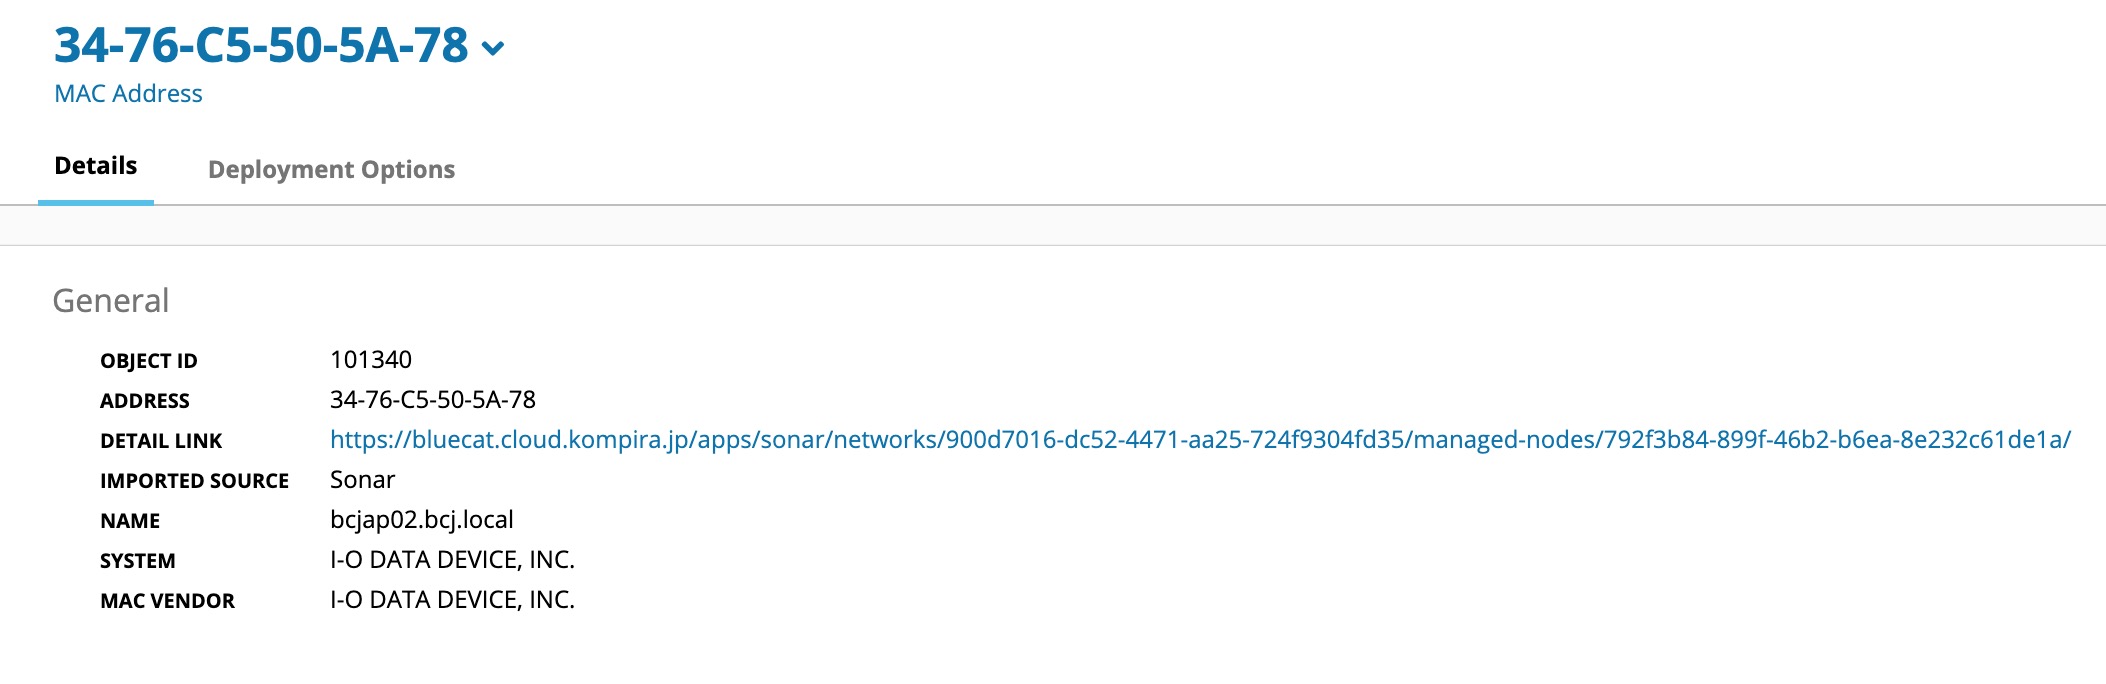 34-76-C5-50-5A-78
MAC Address
Details Deployment Options
General
OBJECT ID 101340
ADDRESS 34-76-C5-50-5A-78
DETAIL LINK https://bluecat.cloud.kompira.jp/apps/sonar/networks/900d7016-dc52-4471-aa25-724f9304fd35/managed-nodes/792f3b84-899f-46b2-b6ea-8e232c61de1a/
IMPORTED SOURCE Sonar
NAME bcjap02.bcj.local
SYSTEM I-O DATA DEVICE, INC.
MAC VENDOR I-O DATA DEVICE, INC.